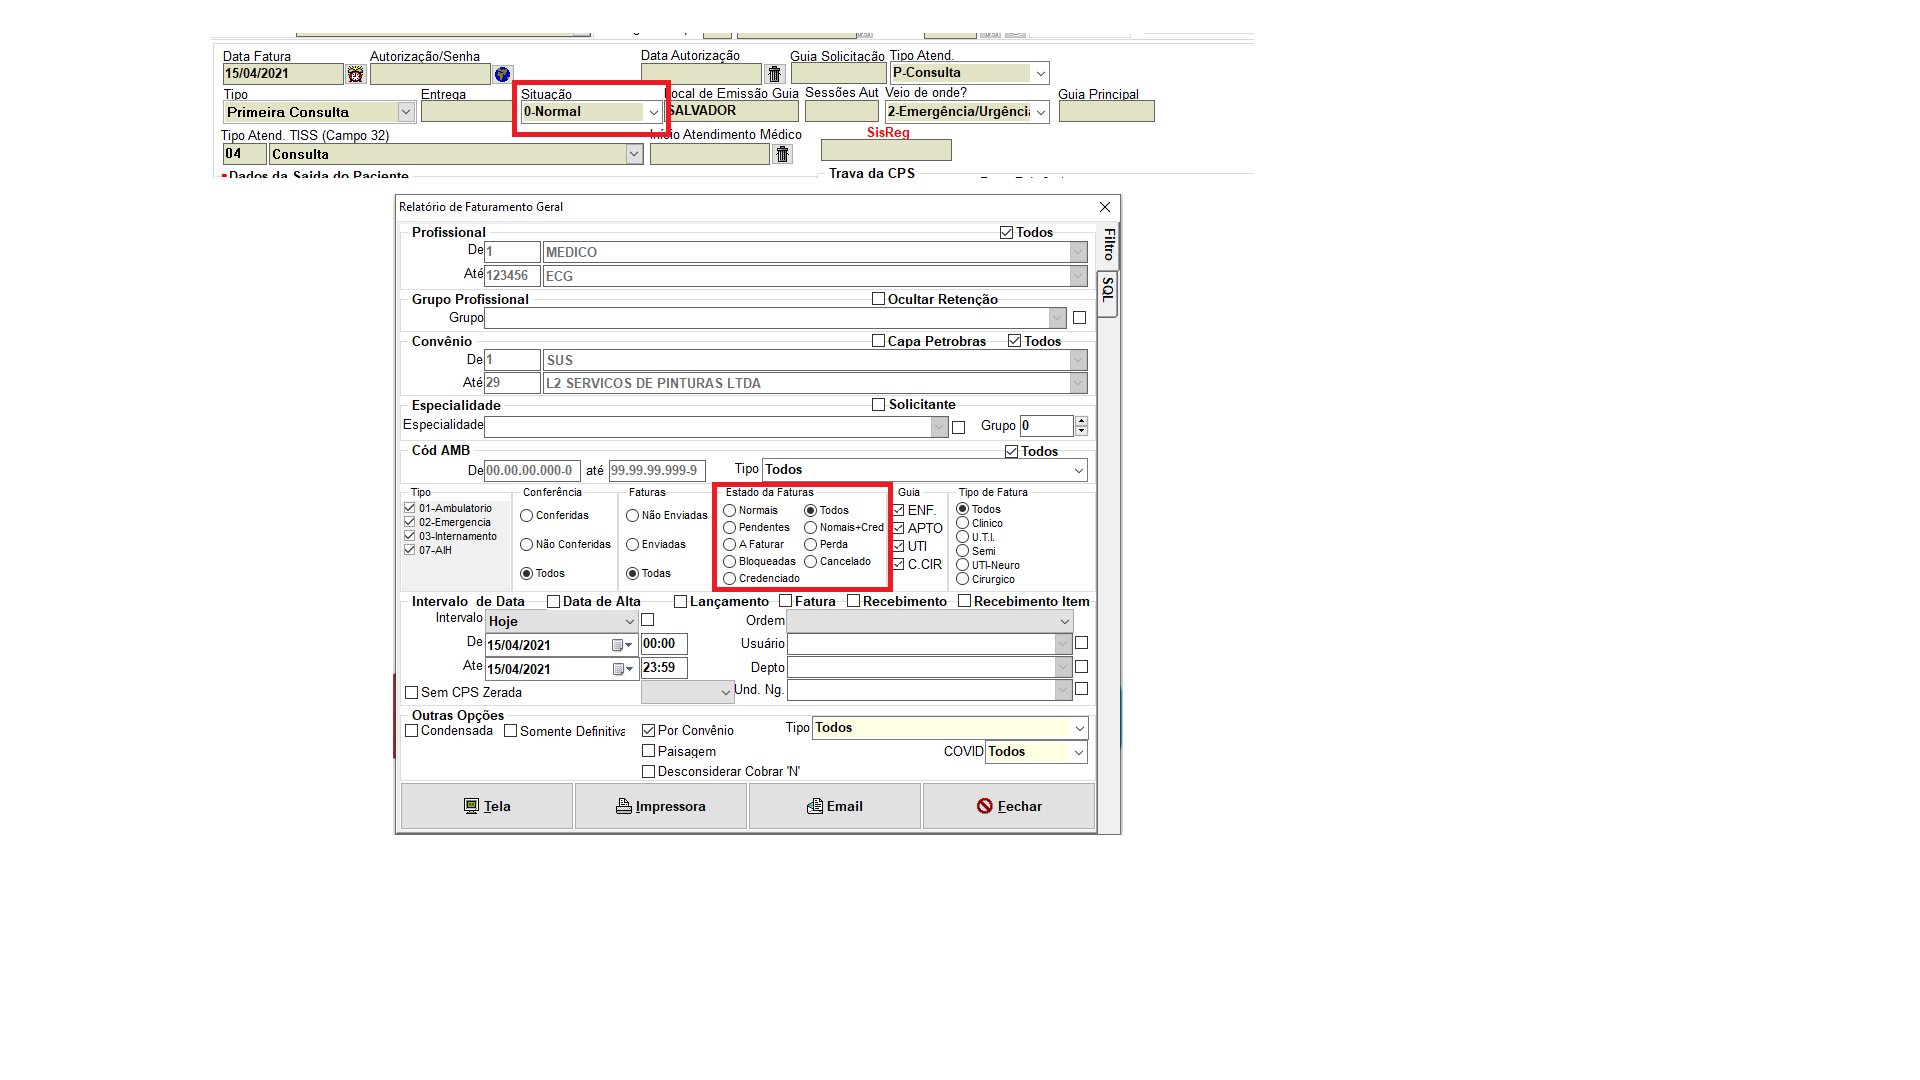 Data Fatura Autorização/Senha Data Autorização Guia Solicitação Tipo Atend.
15/04/2021 P-Consulta
Tipo Entrega Situação Local de Emissão Guia Sessões Aut Veio de onde? Guia Principal
Primeira Consulta 0-Normal SALVADOR 2-Emergência/Urgência
Tipo Atend. TISS (Campo 32) Início Atendimento Médico SisReg
04 Consulta
Dados da Saida do Paciente Trava da CPS
Relatório de Faturamento Geral
Profissional Todos
De 1 MEDICO
Até 123456 ECG
Filtro
SQL
Grupo Profissional Ocultar Retenção
Grupo
Convênio Capa Petrobras Todos
De 1 SUS
Até 29 L2 SERVICOS DE PINTURAS LTDA
Especialidade Solicitante
Especialidade Grupo 0
Cód AMB Todos
De 00.00.00.000-0 até 99.99.99.999-9 Tipo Todos
Tipo Conferência Faturas Estado da Faturas Guia Tipo de Fatura
01-Ambulatorio Conferidas Não Enviadas Normais Todos ENF. Todos
02-Emergencia Pendentes Nomais+Cred APTO Clinico
03-Internamento Não Conferidas Enviadas A Faturar Perda UTI U.T.I.
07-AIH Bloqueadas Cancelado C.CIR Semi
Todos Todas Credenciado UTI-Neuro
Cirurgico
Intervalo de Data Data de Alta Lançamento Fatura Recebimento Recebimento Item
Intervalo Hoje Ordem
De 15/04/2021 00:00 Usuário
Ate 15/04/2021 23:59 Depto
Sem CPS Zerada Und. Ng.
Outras Opções
Condensada Somente Definitiva Por Convênio Tipo Todos
Paisagem COVID Todos
Desconsiderar Cobrar 'N'
Tela Impressora Email Fechar